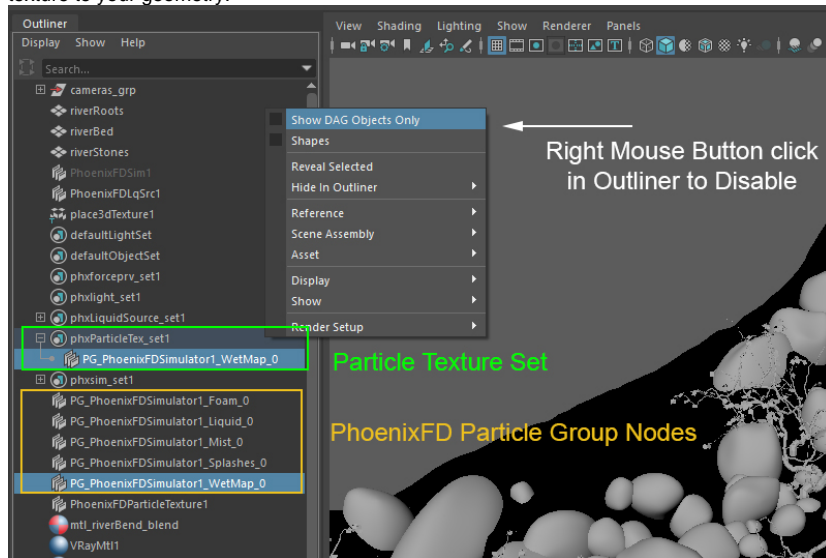 texture to your geometry.
Outliner
Display Show Help
Search...
cameras_grp
riverRoots
riverBed
riverStones
PhoenixFDSim1
PhoenixFDLqSrc1
place3dTexture1
defaultLightSet
defaultObjectSet
phxforceprv_set1
phxlight_set1
phxLiquidSource_set1
phxParticleTex_set1
PG_PhoenixFDSimulator1_WetMap_0
phxsim_set1
PG_PhoenixFDSimulator1_Foam_0
PG_PhoenixFDSimulator1_Liquid_0
PG_PhoenixFDSimulator1_Mist_0
PG_PhoenixFDSimulator1_Splashes_0
PG_PhoenixFDSimulator1_WetMap_0
PhoenixFDParticleTexture1
mtl_riverBend_blend
VRayMtl1
View Shading Lighting Show Renderer Panels
Show DAG Objects Only
Shapes
Reveal Selected
Hide In Outliner
Reference
Scene Assembly
Asset
Display
Show
Render Setup
Right Mouse Button click
in Outliner to Disable
Particle Texture Set
PhoenixFD Particle Group Nodes